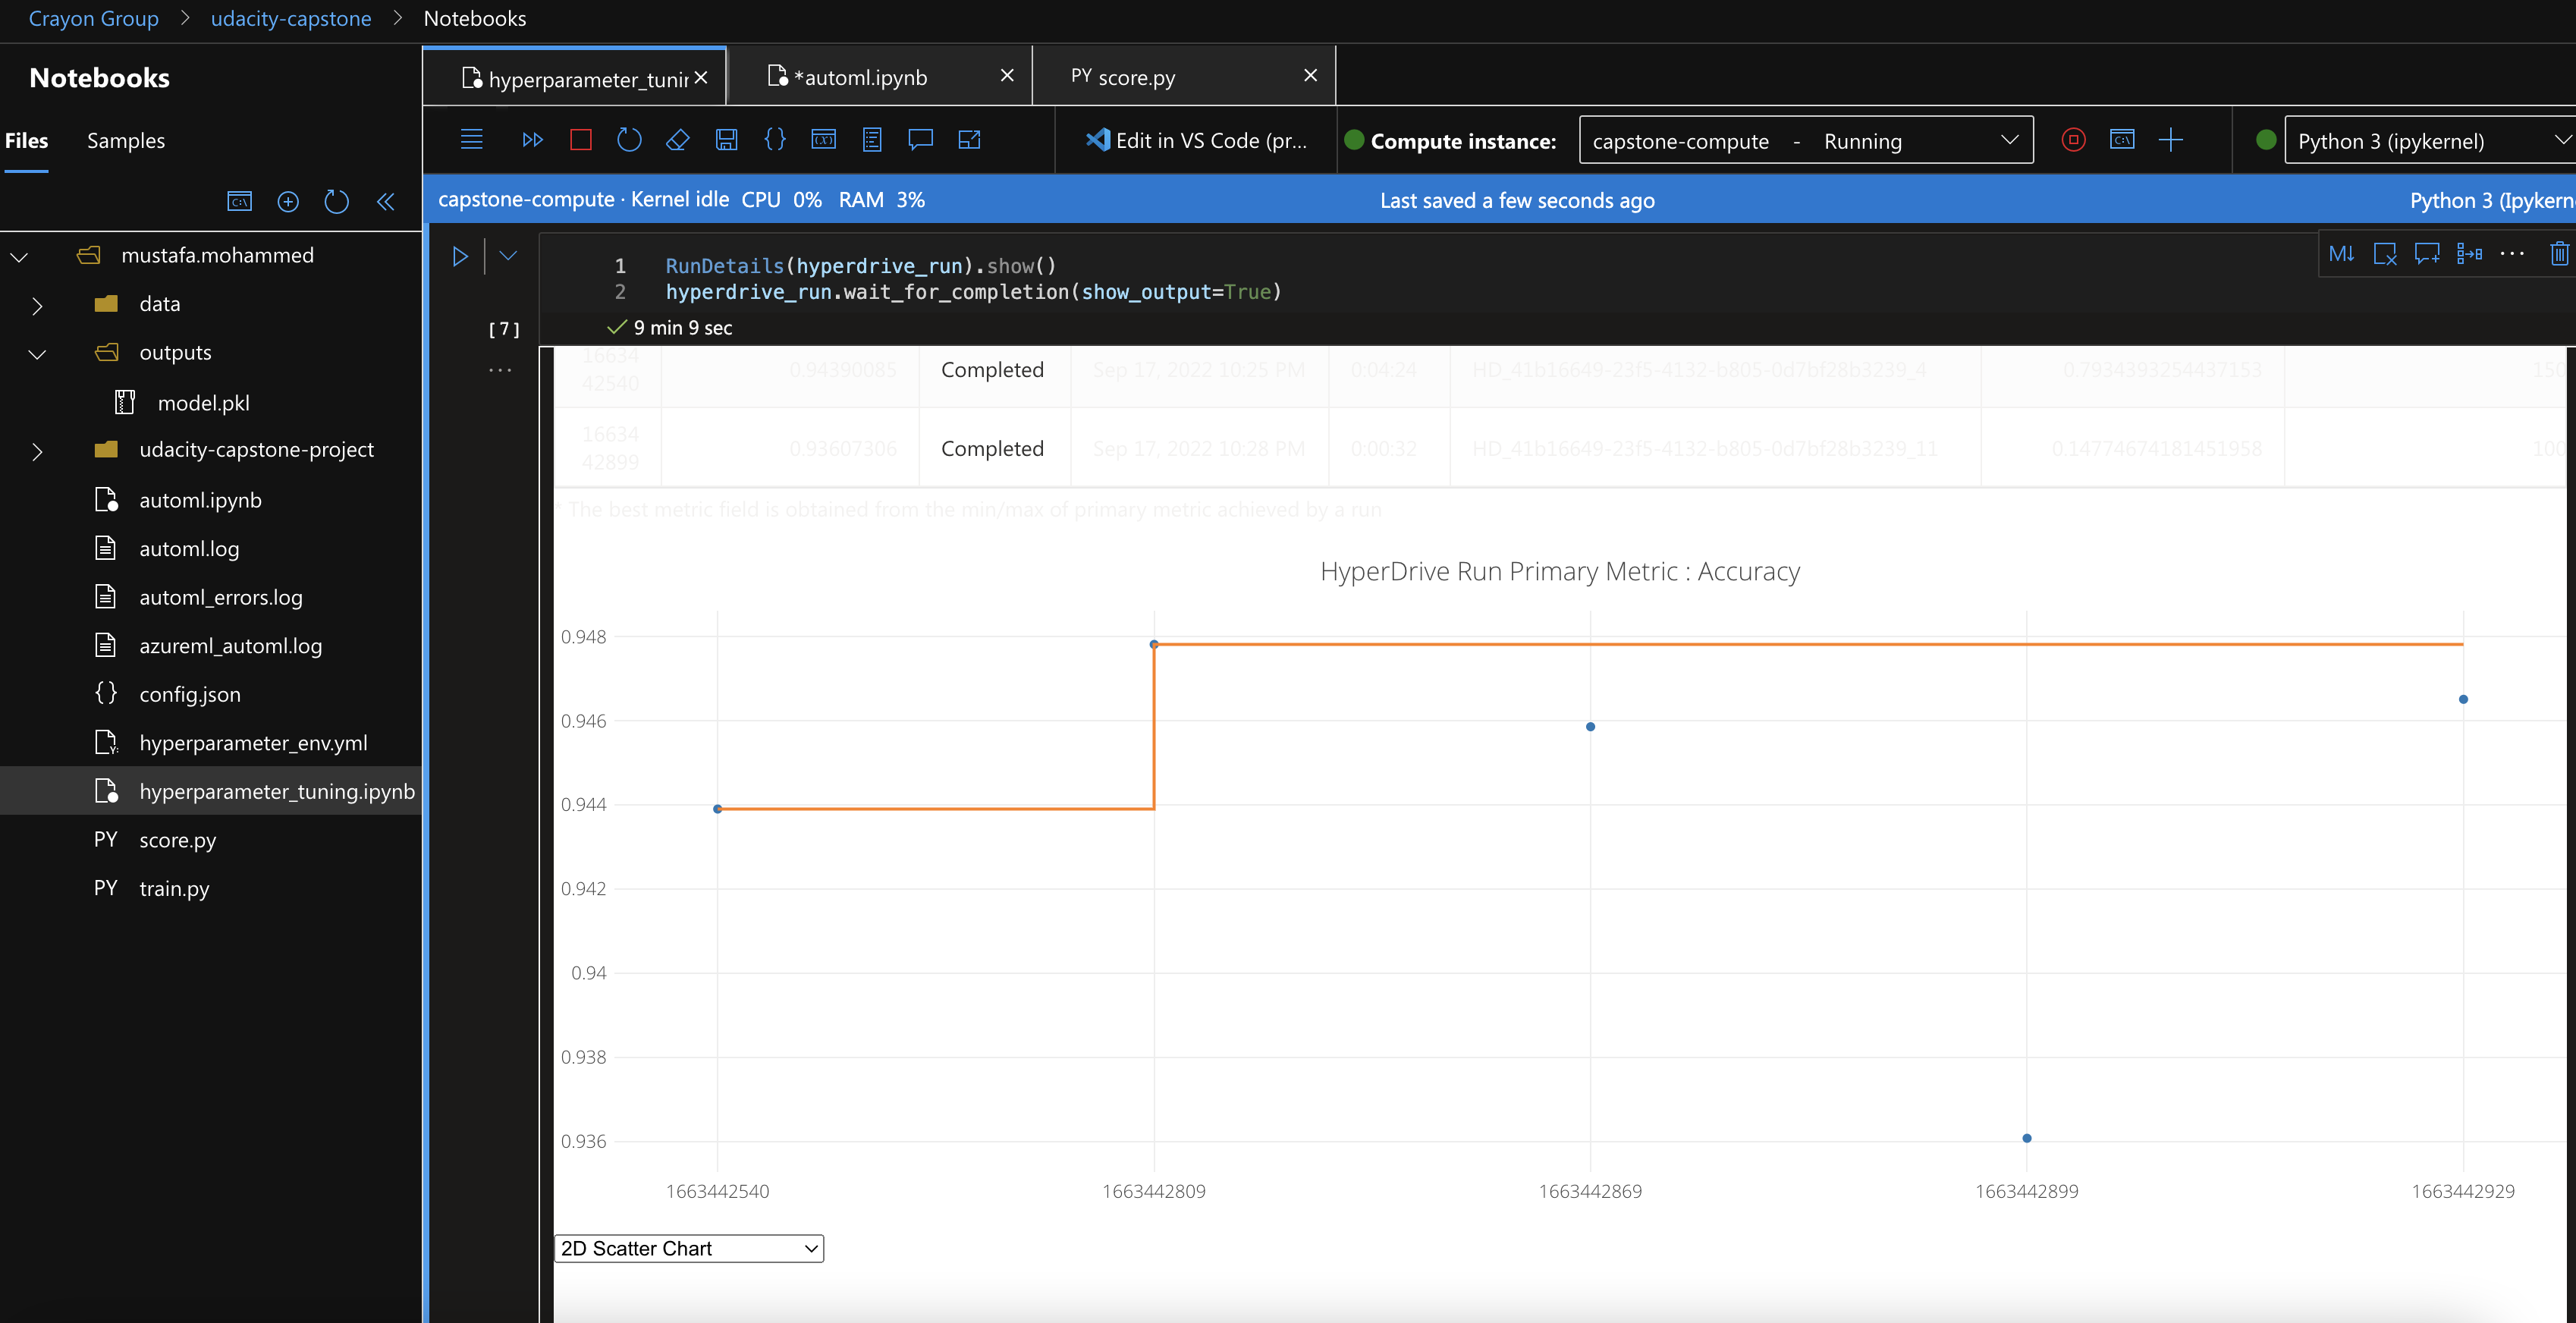 Crayon Group > udacity-capstone > Notebooks
Notebooks
Files Samples
mustafa.mohammed
data
outputs
model.pkl
udacity-capstone-project
automl.ipynb
automl.log
automl_errors.log
azureml_automl.log
config.json
hyperparameter_env.yml
hyperparameter_tuning.ipynb
PY score.py
PY train.py
hyperparameter_tunin
*automl.ipynb
PY score.py
Edit in VS Code (pr...
Compute instance:
capstone-compute - Running
Python 3 (ipykernel)
capstone-compute · Kernel idle CPU 0% RAM 3%
Last saved a few seconds ago
Python 3 (Ipykern
1 RunDetails(hyperdrive_run).show()
2 hyperdrive_run.wait_for_completion(show_output=True)
[7]
9 min 9 sec
16634
42540
0.94390085 Completed Sep 17, 2022 10:25 PM 0:04:24 HD_41b16649-23f5-4132-b805-0d7bf28b3239_4 0.7934393254437153 150
16634
42899
0.93607306 Completed Sep 17, 2022 10:28 PM 0:00:32 HD_41b16649-23f5-4132-b805-0d7bf28b3239_11 0.14774674181451958 100
* The best metric field is obtained from the min/max of primary metric achieved by a run
HyperDrive Run Primary Metric : Accuracy
0.948
0.946
0.944
0.942
0.94
0.938
0.936
1663442540 1663442809 1663442869 1663442899 1663442929
2D Scatter Chart